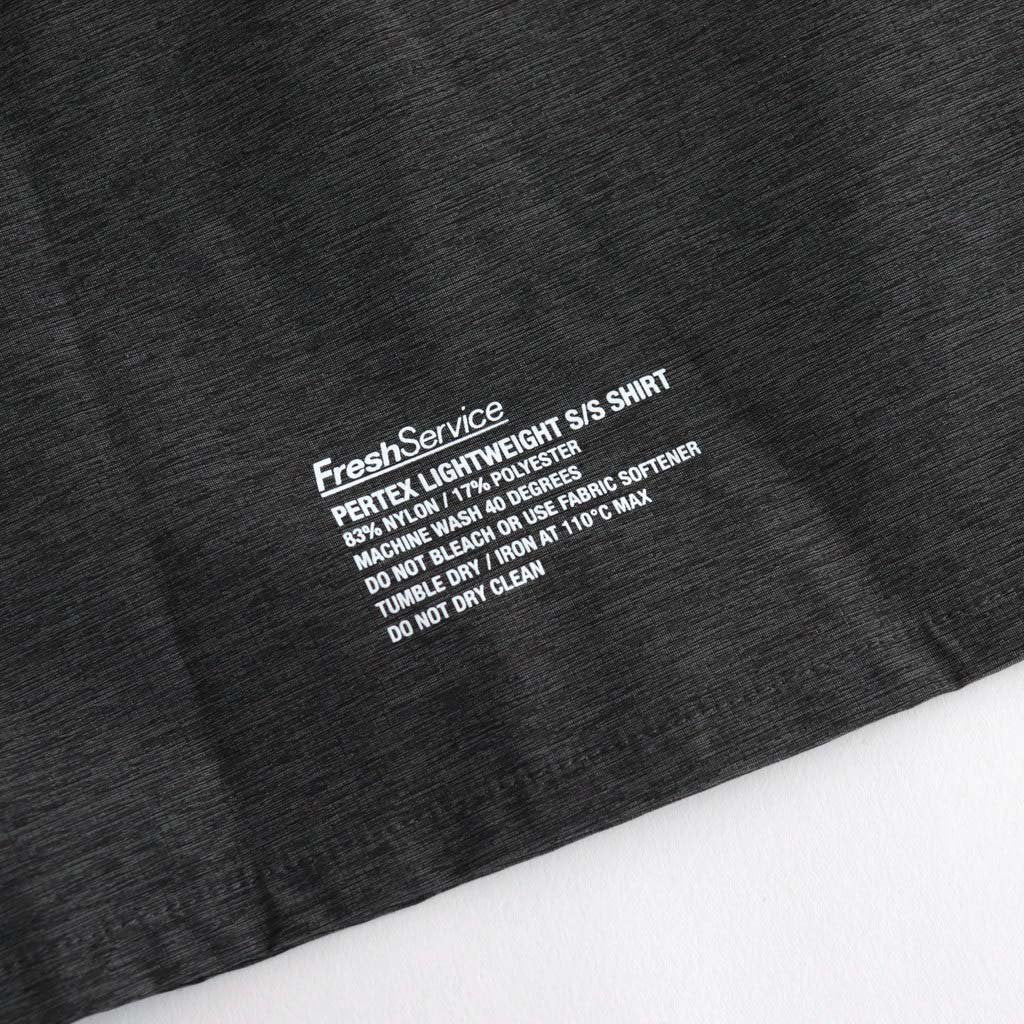 FreshService
PERTEX LIGHTWEIGHT S/S SHIRT
83% NYLON / 17% POLYESTER
MACHINE WASH 40 DEGREES
DO NOT BLEACH OR USE FABRIC SOFTENER
TUMBLE DRY / IRON AT 110°C MAX
DO NOT DRY CLEAN